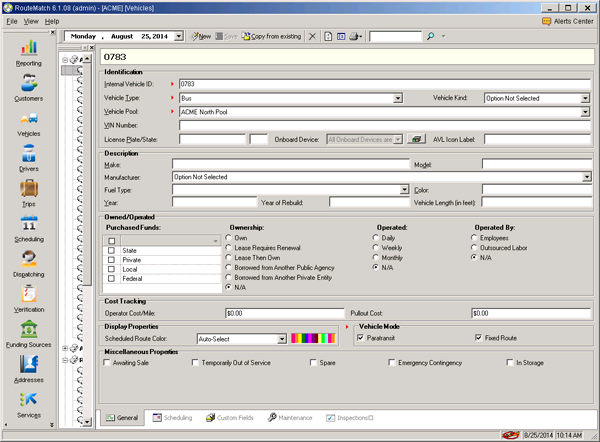 RouteMatch 6.1.08 (admin) - [ACME] [Vehicles]
File View Help
Alerts Center
Monday , August 25, 2014
New Save Copy from existing
Reporting
Customers
Vehicles
Drivers
Trips
Scheduling
Dispatching
Verification
Funding Sources
Addresses
Services
0783
Identification
Internal Vehicle ID: 0783
Vehicle Type: Bus Vehicle Kind: Option Not Selected
Vehicle Pool: ACME North Pool
VIN Number:
License Plate/State: Onboard Device: All Onboard Devices are AVL Icon Label:
Description
Make: Model:
Manufacturer: Option Not Selected
Fuel Type: Color:
Year: Year of Rebuild: Vehicle Length (in feet):
Owned/Operated
Purchased Funds: Ownership: Operated: Operated By:
State
Private
Local
Federal
Own
Lease Requires Renewal
Lease Then Own
Borrowed from Another Public Agency
Borrowed from Another Private Entity
N/A
Daily
Weekly
Monthly
N/A
Employees
Outsourced Labor
N/A
Cost Tracking
Operator Cost/Mile: $0.00 Pullout Cost: $0.00
Display Properties
Scheduled Route Color: Auto-Select
Vehicle Mode
Paratransit Fixed Route
Miscellaneous Properties
Awaiting Sale Temporarily Out of Service Spare Emergency Contingency In Storage
General Scheduling Custom Fields Maintenance Inspections
8/25/2014 10:14 AM